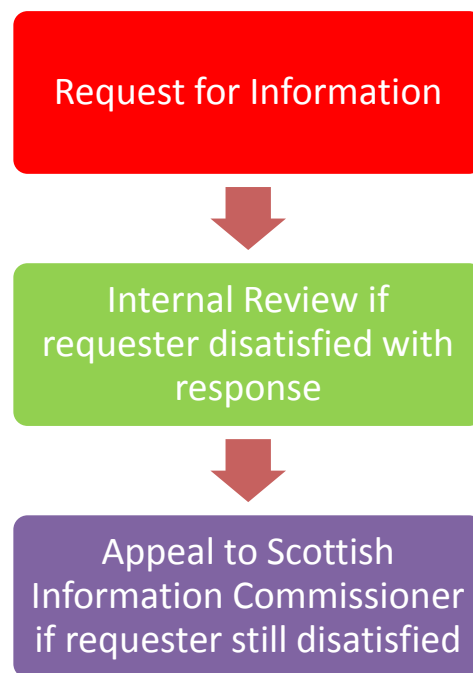 Request for Information
Internal Review if
requester disatisfied with
response
Appeal to Scottish
Information Commissioner
if requester still disatisfied